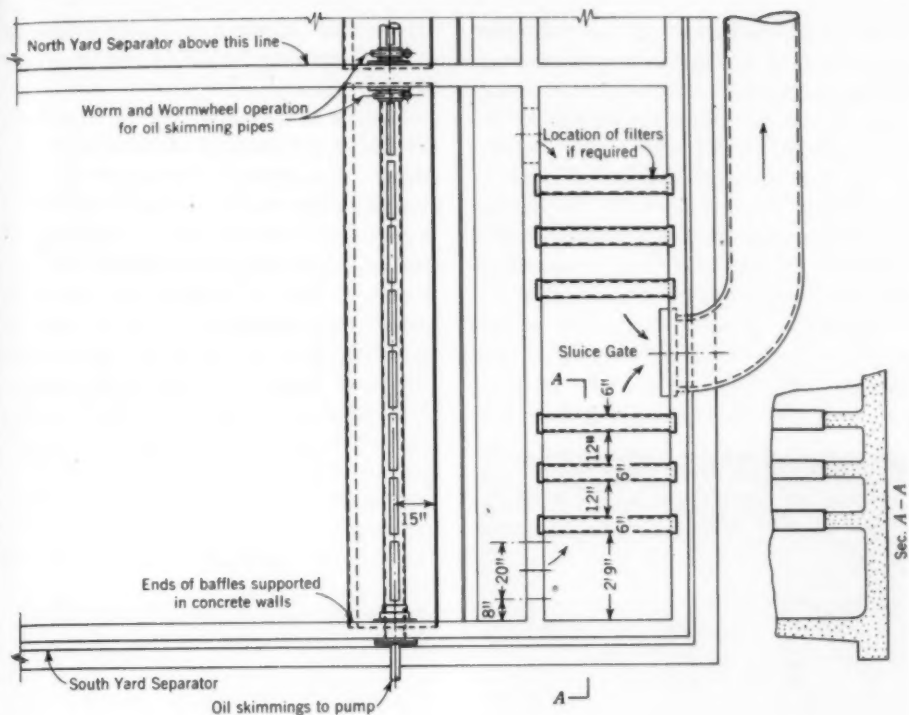 North Yard Separator above this line
Worm and Wormwheel operation
for oil skimming pipes
Location of filters
if required
Sluice Gate
A
6"
12"
6"
12"
6"
15"
20"
8"
2'9"
Ends of baffles supported
in concrete walls
South Yard Separator
Oil skimmings to pump
A
Sec. A-A